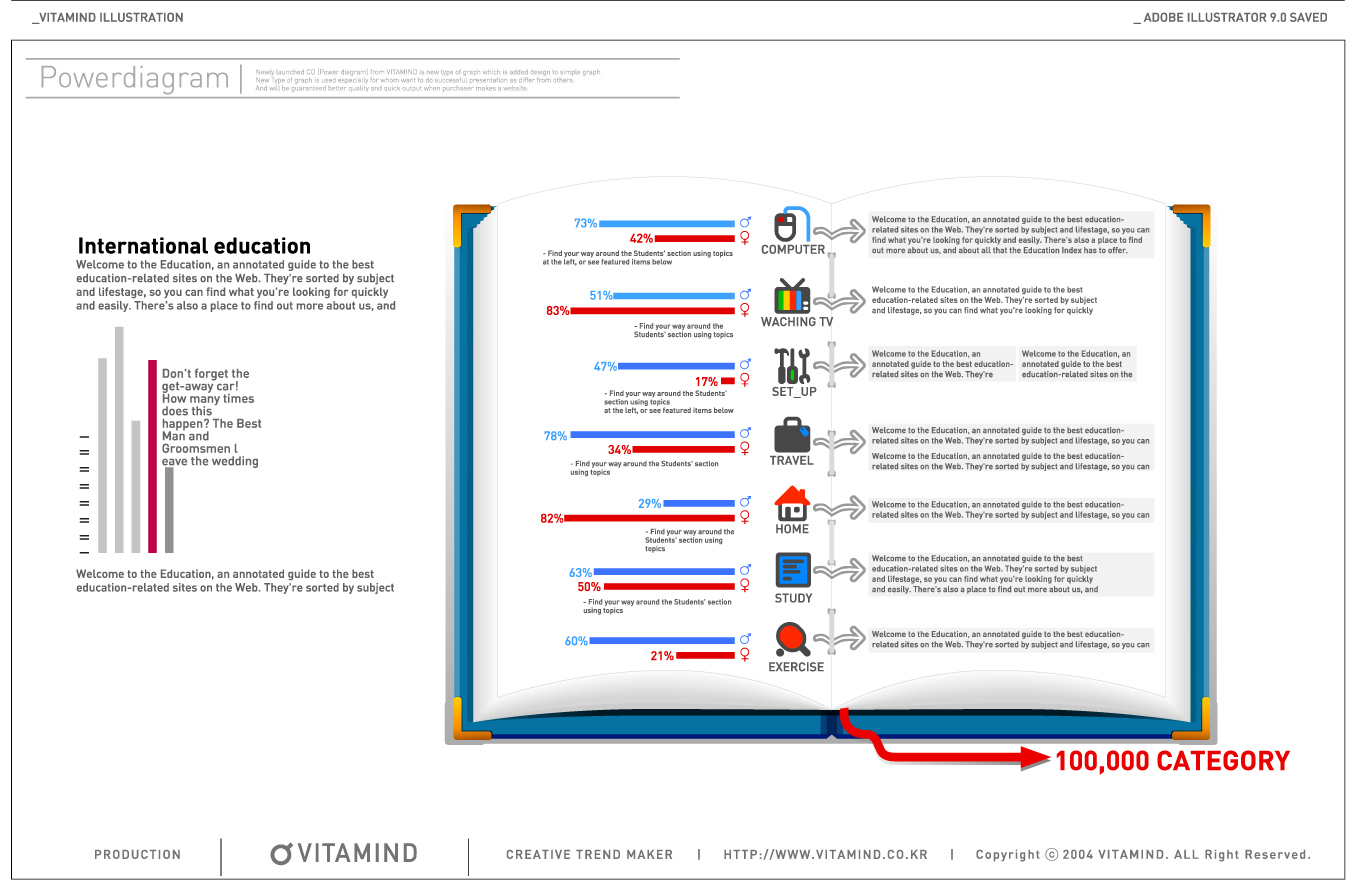 _VITAMIND ILLUSTRATION
_ ADOBE ILLUSTRATOR 9.0 SAVED
Powerdiagram
Newly launched CD (Power diagram) from VITAMIND is new type of graph which is added design to simple graph.
New Type of graph is used especially for whom want to do successful presentation as differ from others.
And will be guaranteed better quality and quick output when purchaser makes a website.
International education
Welcome to the Education, an annotated guide to the best
education-related sites on the Web. They're sorted by subject
and lifestage, so you can find what you're looking for quickly
and easily. There's also a place to find out more about us, and
Don't forget the
get-away car!
How many times
does this
happen? The Best
Man and
Groomsmen l
eave the wedding
Welcome to the Education, an annotated guide to the best
education-related sites on the Web. They're sorted by subject
73%
42%
- Find your way around the Students' section using topics
at the left, or see featured items below
COMPUTER
Welcome to the Education, an annotated guide to the best education-
related sites on the Web. They're sorted by subject and lifestage, so you can
find what you're looking for quickly and easily. There's also a place to find
out more about us, and about all that the Education Index has to offer.
51%
83%
- Find your way around the
Students' section using topics
WACHING TV
Welcome to the Education, an annotated guide to the best
education-related sites on the Web. They're sorted by subject
and lifestage, so you can find what you're looking for quickly
47%
17%
- Find your way around the Students'
section using topics
at the left, or see featured items below
SET_UP
Welcome to the Education, an
annotated guide to the best education-
related sites on the Web. They're
Welcome to the Education, an
annotated guide to the best
education-related sites on the
78%
34%
- Find your way around the Students' section
using topics
TRAVEL
Welcome to the Education, an annotated guide to the best education-
related sites on the Web. They're sorted by subject and lifestage, so you can
Welcome to the Education, an annotated guide to the best education-
related sites on the Web. They're sorted by subject and lifestage, so you can
29%
82%
- Find your way around the
Students' section using
topics
HOME
Welcome to the Education, an annotated guide to the best education-
related sites on the Web. They're sorted by subject and lifestage, so you can
63%
50%
- Find your way around the Students' section
using topics
STUDY
Welcome to the Education, an annotated guide to the best
education-related sites on the Web. They're sorted by subject
and lifestage, so you can find what you're looking for quickly
and easily. There's also a place to find out more about us, and
60%
21%
EXERCISE
Welcome to the Education, an annotated guide to the best education-
related sites on the Web. They're sorted by subject and lifestage, so you can
100,000 CATEGORY
PRODUCTION
VITAMIND
CREATIVE TREND MAKER | HTTP://WWW.VITAMIND.CO.KR | Copyright ⓒ 2004 VITAMIND. ALL Right Reserved.